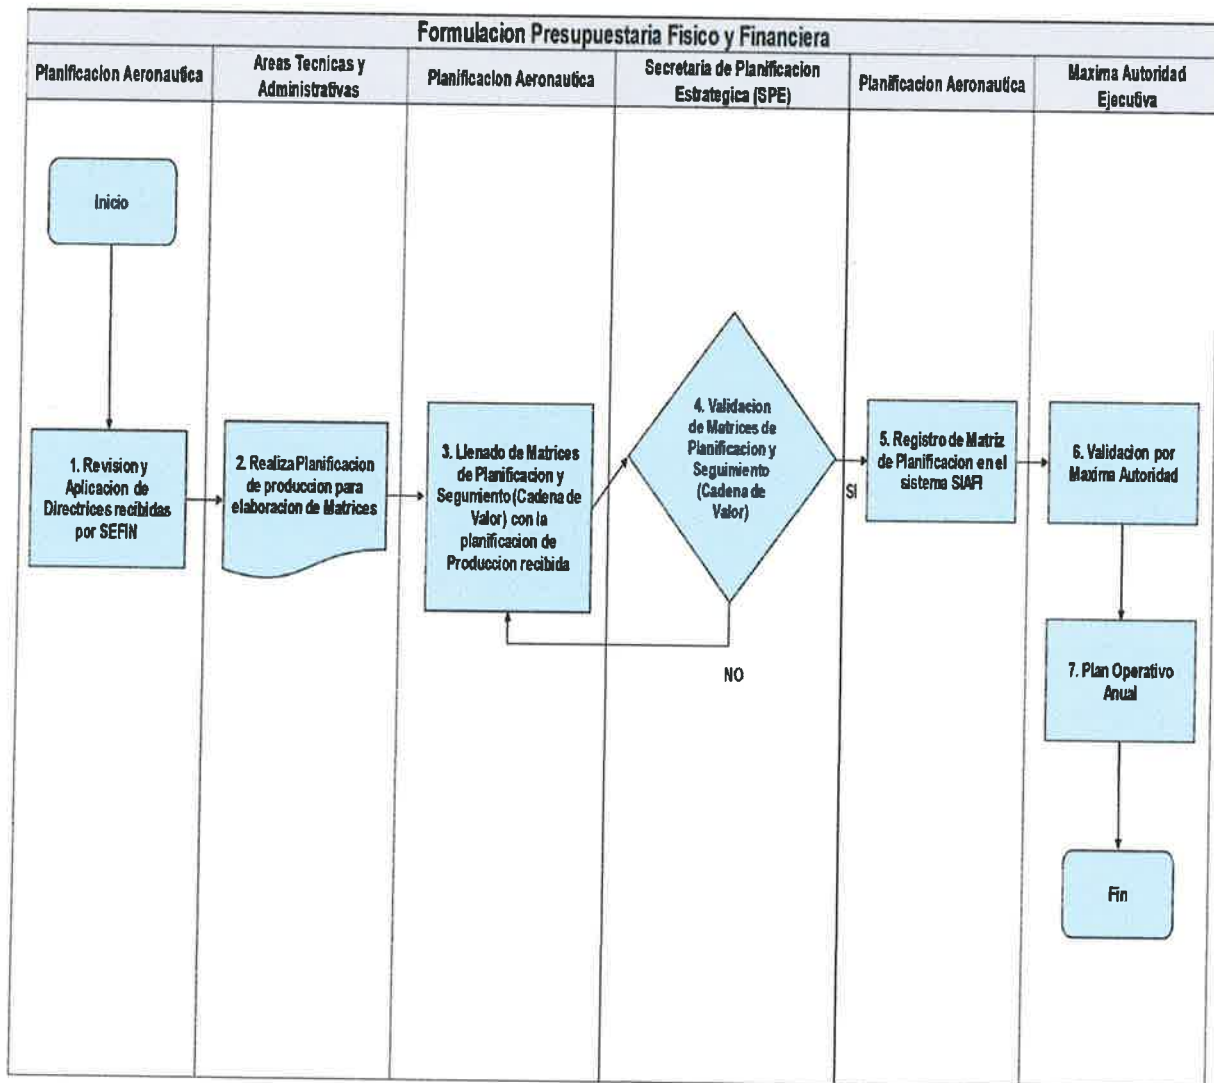 Formulacion Presupuestaria Fisico y Financiera
Planificacion Aeronautica
Areas Tecnicas y
Administrativas
Planificacion Aeronautica
Secretaria de Planificacion
Estrategica (SPE)
Planificacion Aeronautica
Maxima Autoridad
Ejecutiva
Inicio
1. Revision y
Aplicacion de
Directrices recibidas
por SEFIN
2. Realiza Planificacion
de produccion para
elaboracion de Matrices
3. Llenado de Matrices
de Planificacion y
Segumiento (Cadena de
Valor) con la
planificacion de
Produccion recibida
4. Validacion
de Matrices de
Planificacion y
Seguimiento
(Cadena de
Valor)
SI
NO
5. Registro de Matriz
de Planificacion en el
sistema SIAFI
6. Validacion por
Maxima Autoridad
7. Plan Operativo
Anual
Fin